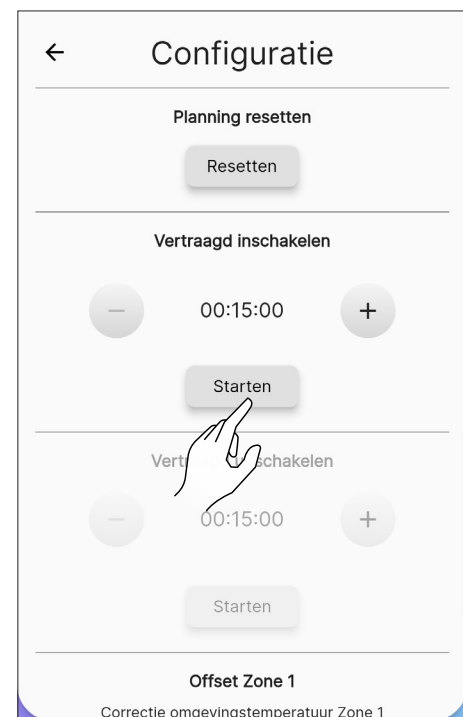 Configuratie
Planning resetten
Resetten
Vertraagd inschakelen
− 00:15:00 +
Starten
− 00:15:00 +
Starten
Offset Zone 1
Correctie omgevingstemperatuur Zone 1